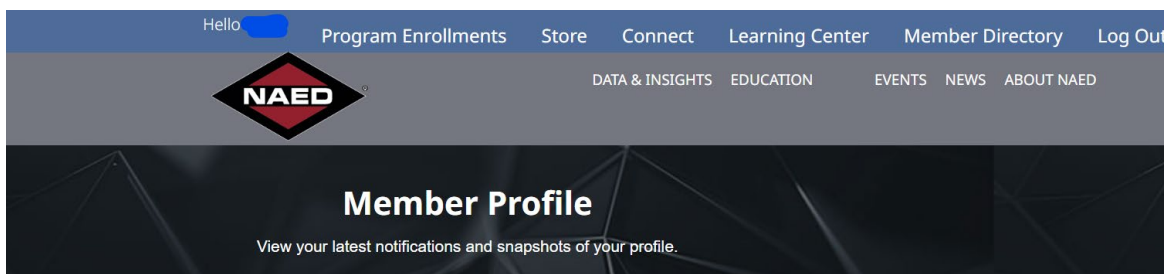 Hello
Program Enrollments Store Connect Learning Center Member Directory Log Out
NAED
DATA & INSIGHTS EDUCATION EVENTS NEWS ABOUT NAED
Member Profile
View your latest notifications and snapshots of your profile.